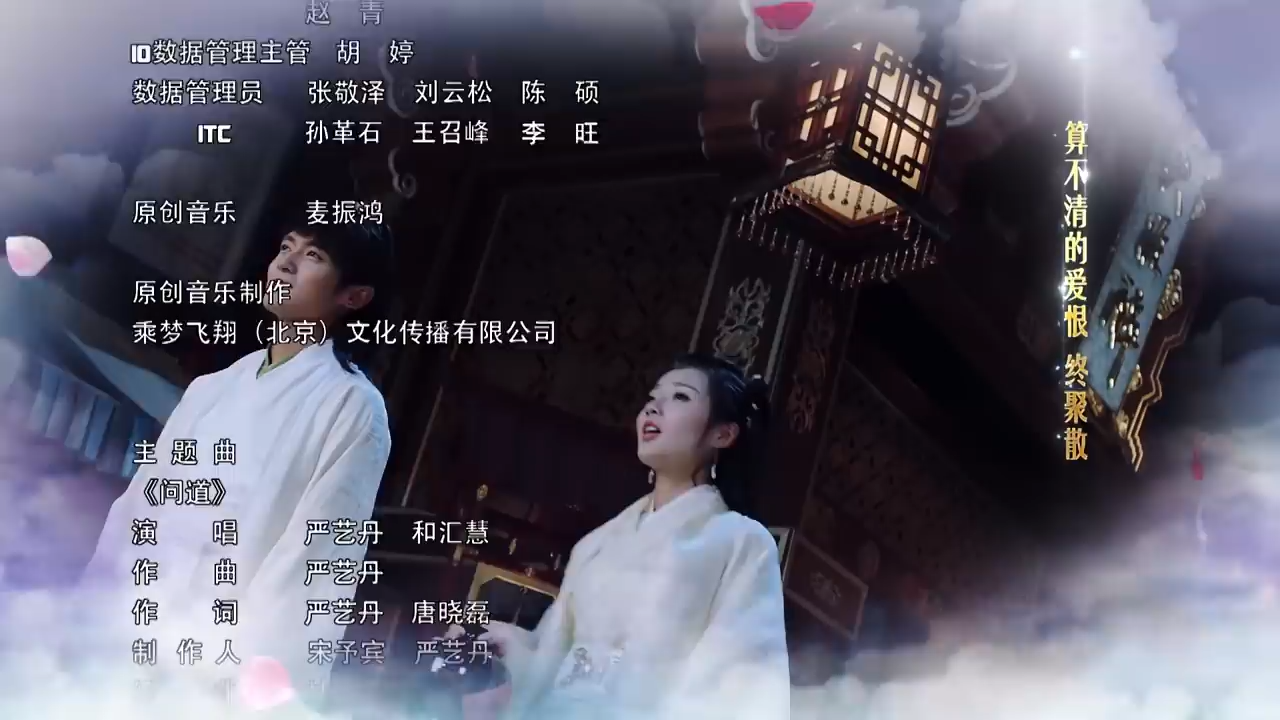 赵 青
IO数据管理主管 胡 婷
数据管理员 张敬泽 刘云松 陈 硕
ITC 孙革石 王召峰 李 旺
原创音乐 麦振鸿
原创音乐制作
乘梦飞翔（北京）文化传播有限公司
主 题 曲
《问道》
演 唱 严艺丹 和汇慧
作 曲 严艺丹
作 词 严艺丹 唐晓磊
制 作 人 宋予宾 严艺丹
算不清的爱恨 终聚散